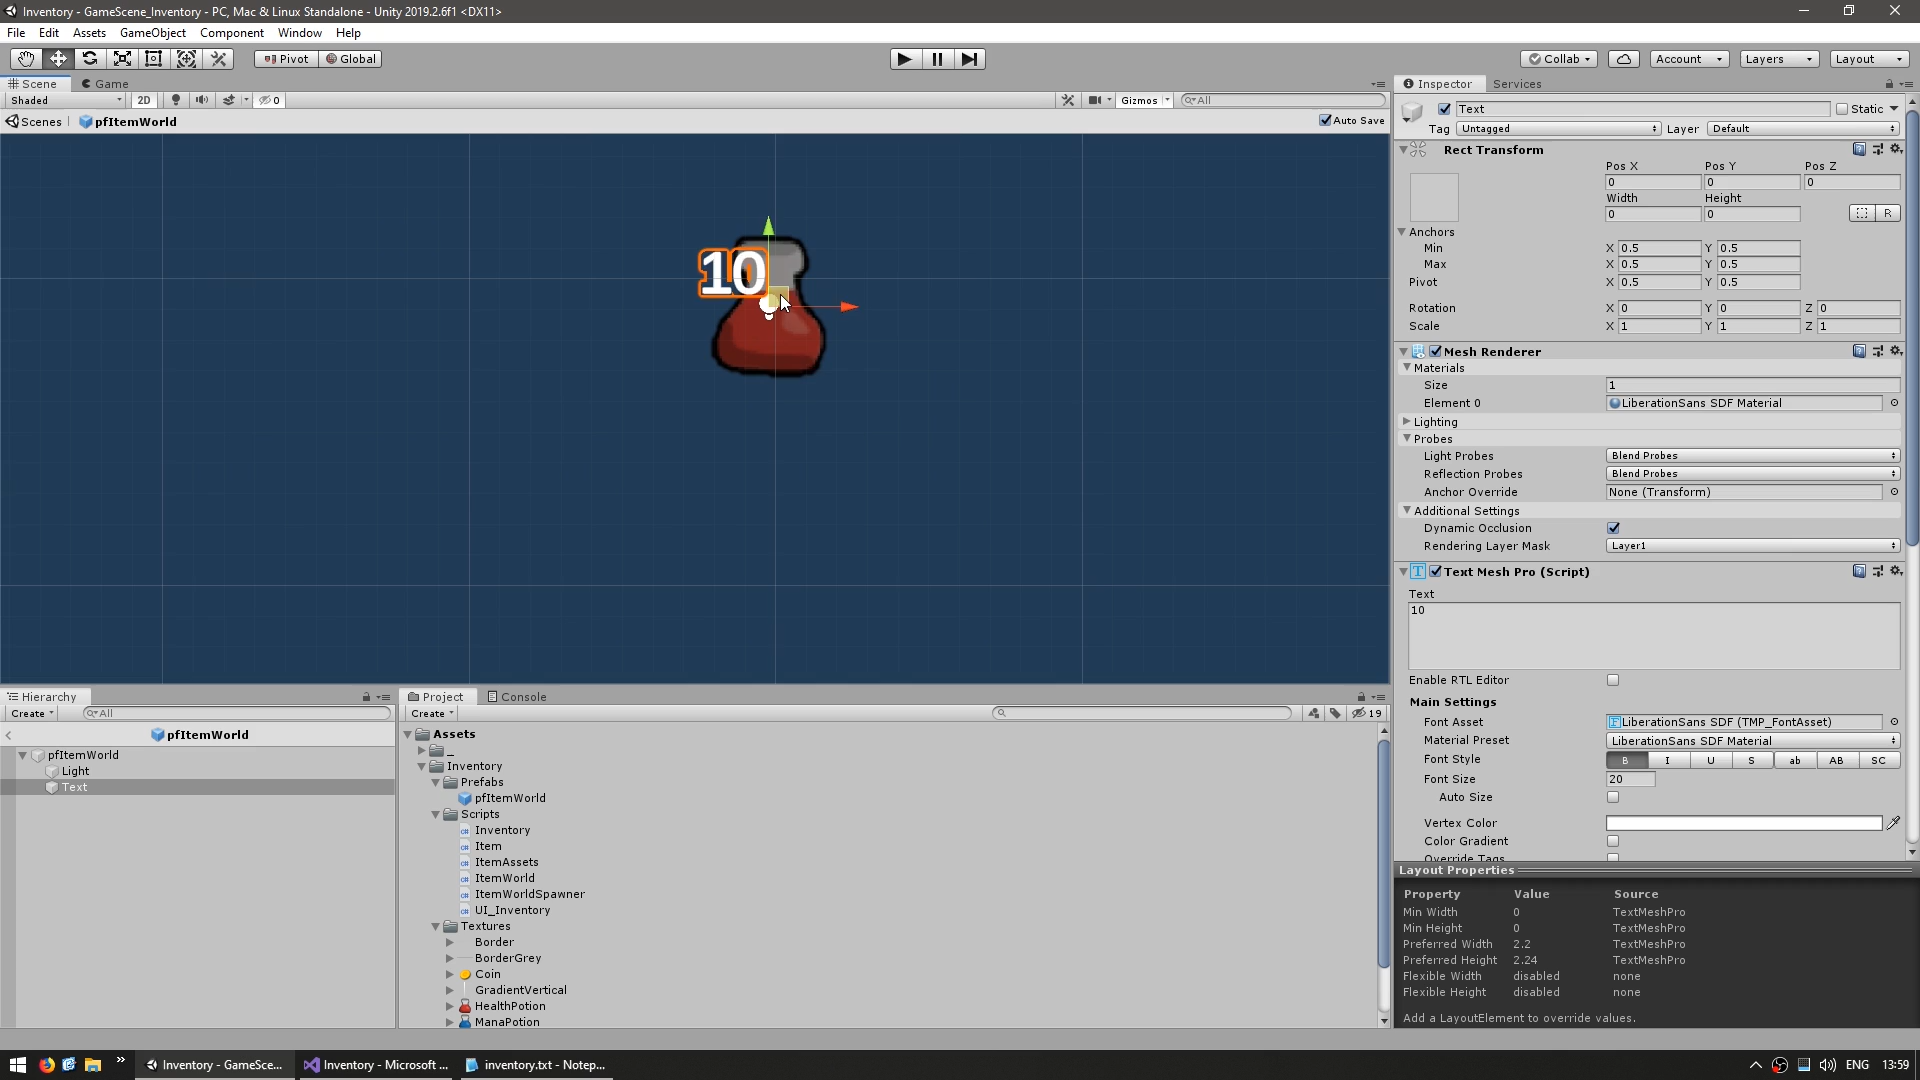 Inventory - GameScene_Inventory - PC, Mac & Linux Standalone - Unity 2019.2.6f1 <DX11>
File Edit Assets GameObject Component Window Help
Pivot Global Collab Account Layers Layout
Scene Game
Shaded 2D 0 Gizmos All
Scenes pfItemWorld Auto Save
10
Hierarchy
Create All
pfItemWorld
pfItemWorld
Light
Text
Project Console
Create 19
Assets
_
Inventory
Prefabs
pfItemWorld
Scripts
Inventory
Item
ItemAssets
ItemWorld
ItemWorldSpawner
UI_Inventory
Textures
Border
BorderGrey
Coin
GradientVertical
HealthPotion
ManaPotion
Inspector Services
Text Static
Tag Untagged Layer Default
Rect Transform
Pos X Pos Y Pos Z
0 0 0
Width Height
0 0 R
Anchors
Min X 0.5 Y 0.5
Max X 0.5 Y 0.5
Pivot X 0.5 Y 0.5
Rotation X 0 Y 0 Z 0
Scale X 1 Y 1 Z 1
Mesh Renderer
Materials
Size 1
Element 0 LiberationSans SDF Material
Lighting
Probes
Light Probes Blend Probes
Reflection Probes Blend Probes
Anchor Override None (Transform)
Additional Settings
Dynamic Occlusion
Rendering Layer Mask Layer1
Text Mesh Pro (Script)
Text
10
Enable RTL Editor
Main Settings
Font Asset LiberationSans SDF (TMP_FontAsset)
Material Preset LiberationSans SDF Material
Font Style B I U S ab AB SC
Font Size 20
Auto Size
Vertex Color
Color Gradient
Override Tags
Layout Properties
Property Value Source
Min Width 0 TextMeshPro
Min Height 0 TextMeshPro
Preferred Width 2.2 TextMeshPro
Preferred Height 2.24 TextMeshPro
Flexible Width disabled none
Flexible Height disabled none
Add a LayoutElement to override values.
Inventory - GameSce... Inventory - Microsoft ... inventory.txt - Notep... ENG 13:59